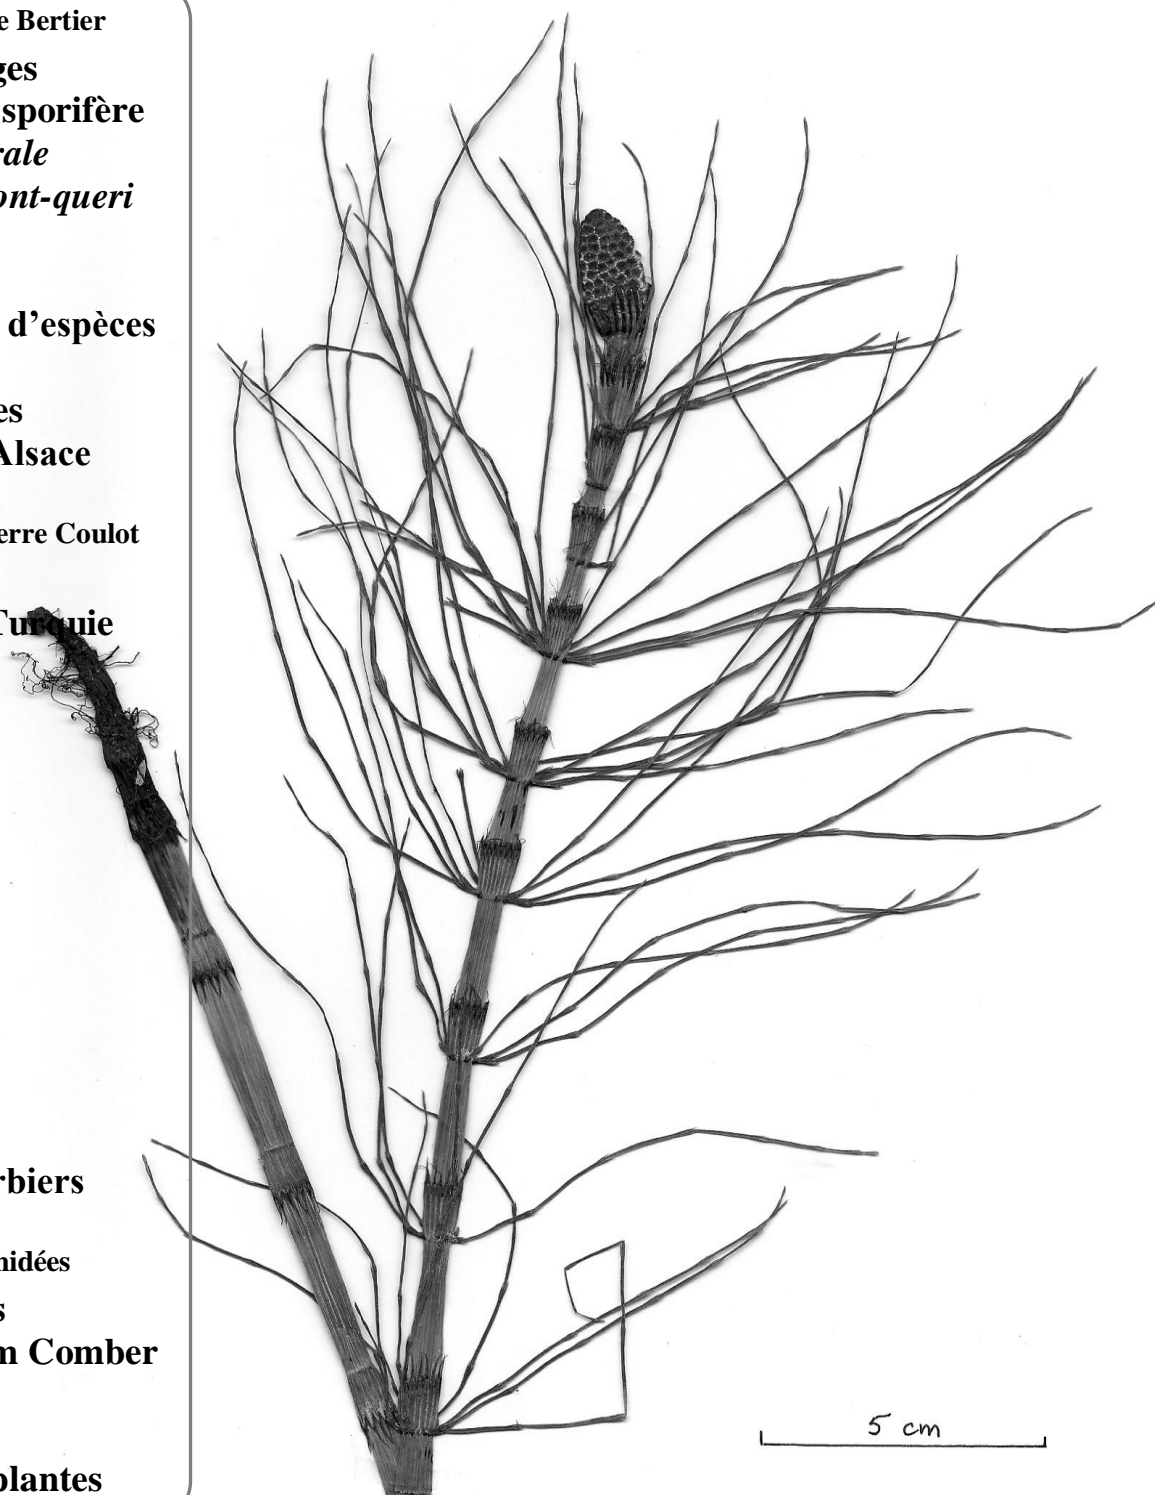 e Bertier
ges
sporifère
rale
ont-queri
d’espèces
es
Alsace
erre Coulot
Turquie
rbiers
nidées
s
m Comber
plantes
5 cm